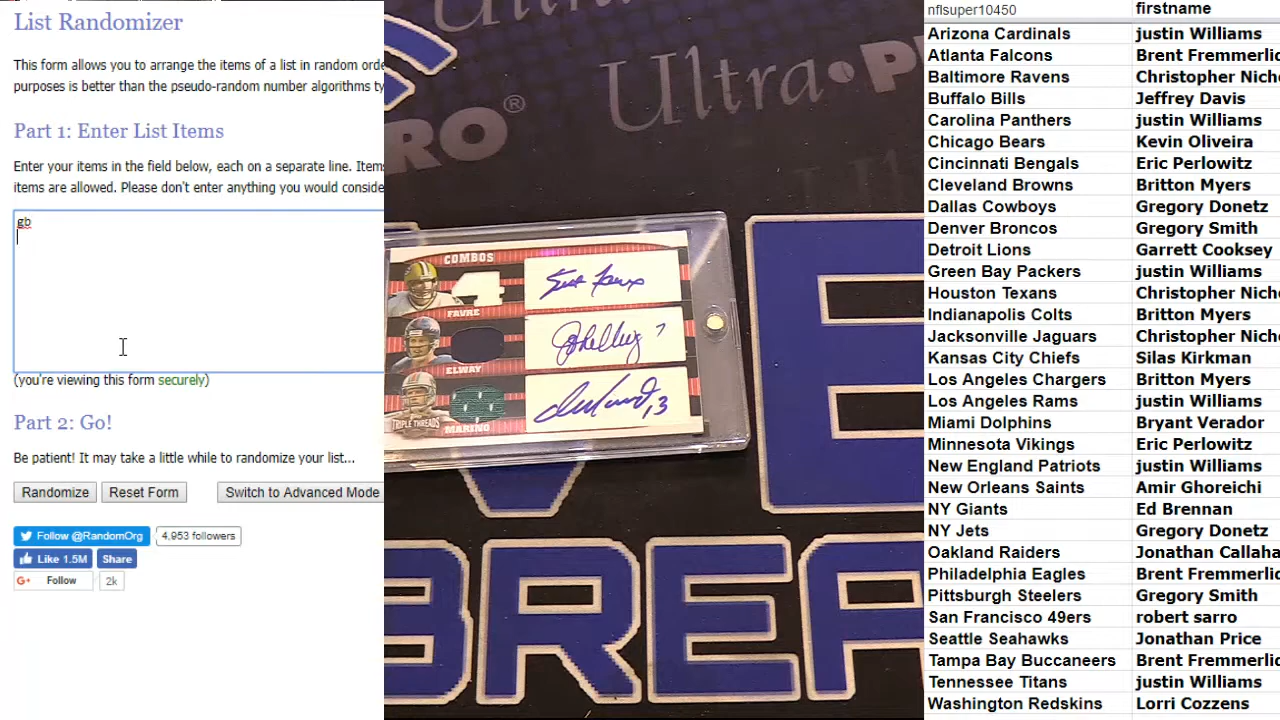 List Randomizer
This form allows you to arrange the items of a list in random
purposes is better than the pseudo-random number algorithms
Part 1: Enter List Items
Enter your items in the field below, each on a separate line. Items
items are allowed. Please don't enter anything you would
gb
(you're viewing this form securely)
Part 2: Go!
Be patient! It may take a little while to randomize your list...
Randomize Reset Form Switch to Advanced Mode
Follow @RandomOrg 4,953 followers
Like 1.5M Share
G+ Follow 2k
Ultra
Ultra•P
RO®
COMBOS
4
FAVRE
ELWAY
7
TRIPLE THREADS
MARINO
13
BREA
nflsuper10450 firstname
Arizona Cardinals justin Williams
Atlanta Falcons Brent
Baltimore Ravens Christopher
Buffalo Bills Jeffrey Davis
Carolina Panthers justin Williams
Chicago Bears Kevin Oliveira
Cincinnati Bengals Eric Perlowitz
Cleveland Browns Britton Myers
Dallas Cowboys Gregory Donetz
Denver Broncos Gregory Smith
Detroit Lions Garrett Cooksey
Green Bay Packers justin Williams
Houston Texans Christopher
Indianapolis Colts Britton Myers
Jacksonville Jaguars Christopher
Kansas City Chiefs Silas Kirkman
Los Angeles Chargers Britton Myers
Los Angeles Rams justin Williams
Miami Dolphins Bryant Verador
Minnesota Vikings Eric Perlowitz
New England Patriots justin Williams
New Orleans Saints Amir Ghoreichi
NY Giants Ed Brennan
NY Jets Gregory Donetz
Oakland Raiders Jonathan
Philadelphia Eagles Brent
Pittsburgh Steelers Gregory Smith
San Francisco 49ers robert sarro
Seattle Seahawks Jonathan Price
Tampa Bay Buccaneers Brent
Tennessee Titans justin Williams
Washington Redskins Lorri Cozzens